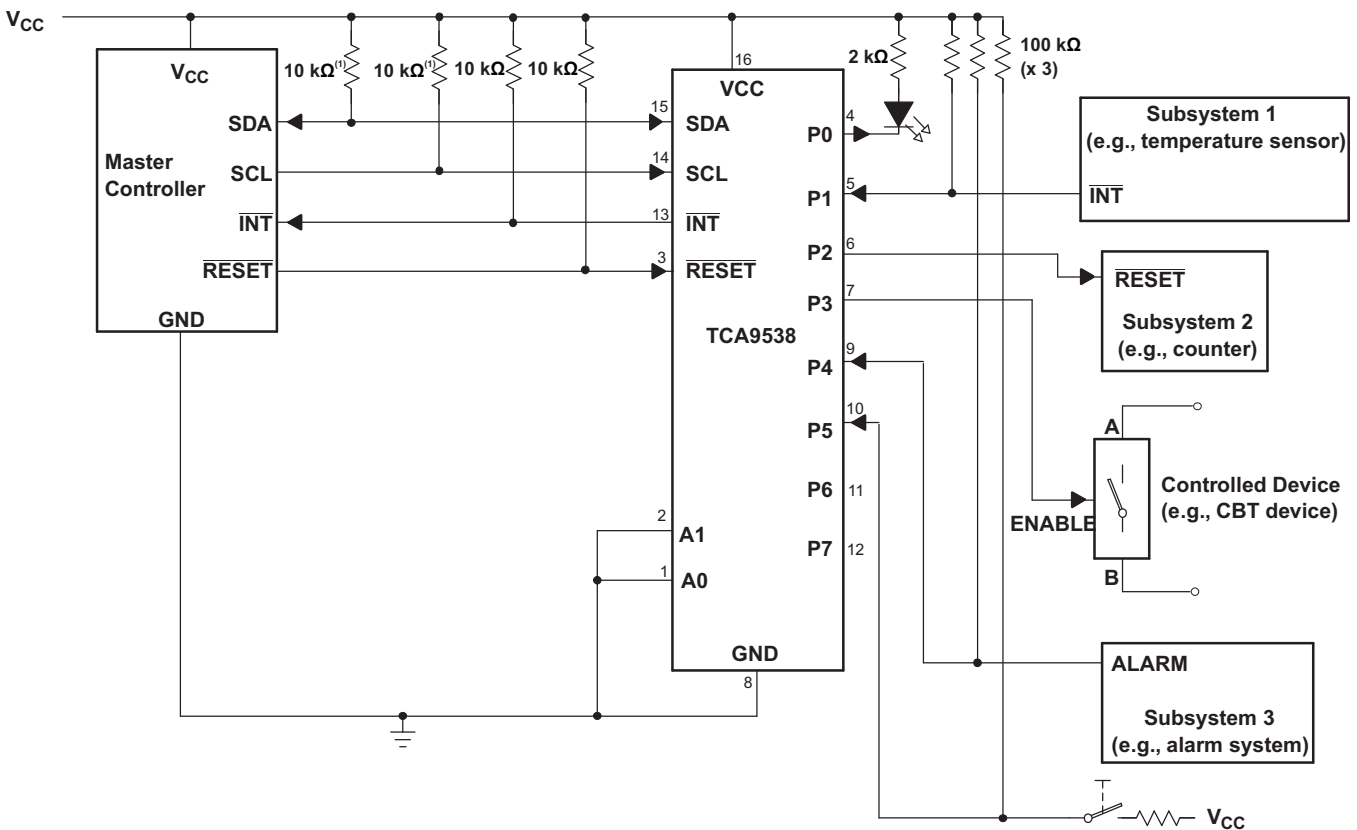 VCC
VCC
10 kΩ(1)
10 kΩ(1)
10 kΩ
10 kΩ
2 kΩ
100 kΩ
(x 3)
Master
Controller
SDA
SCL
INT
RESET
GND
16
VCC
15
SDA
14
SCL
13
INT
3
RESET
TCA9538
2
A1
1
A0
GND
8
P0
4
P1
5
P2
6
P3
7
P4
9
P5
10
P6
11
P7
12
Subsystem 1
(e.g., temperature sensor)
INT
RESET
Subsystem 2
(e.g., counter)
A
ENABLE
B
Controlled Device
(e.g., CBT device)
ALARM
Subsystem 3
(e.g., alarm system)
VCC